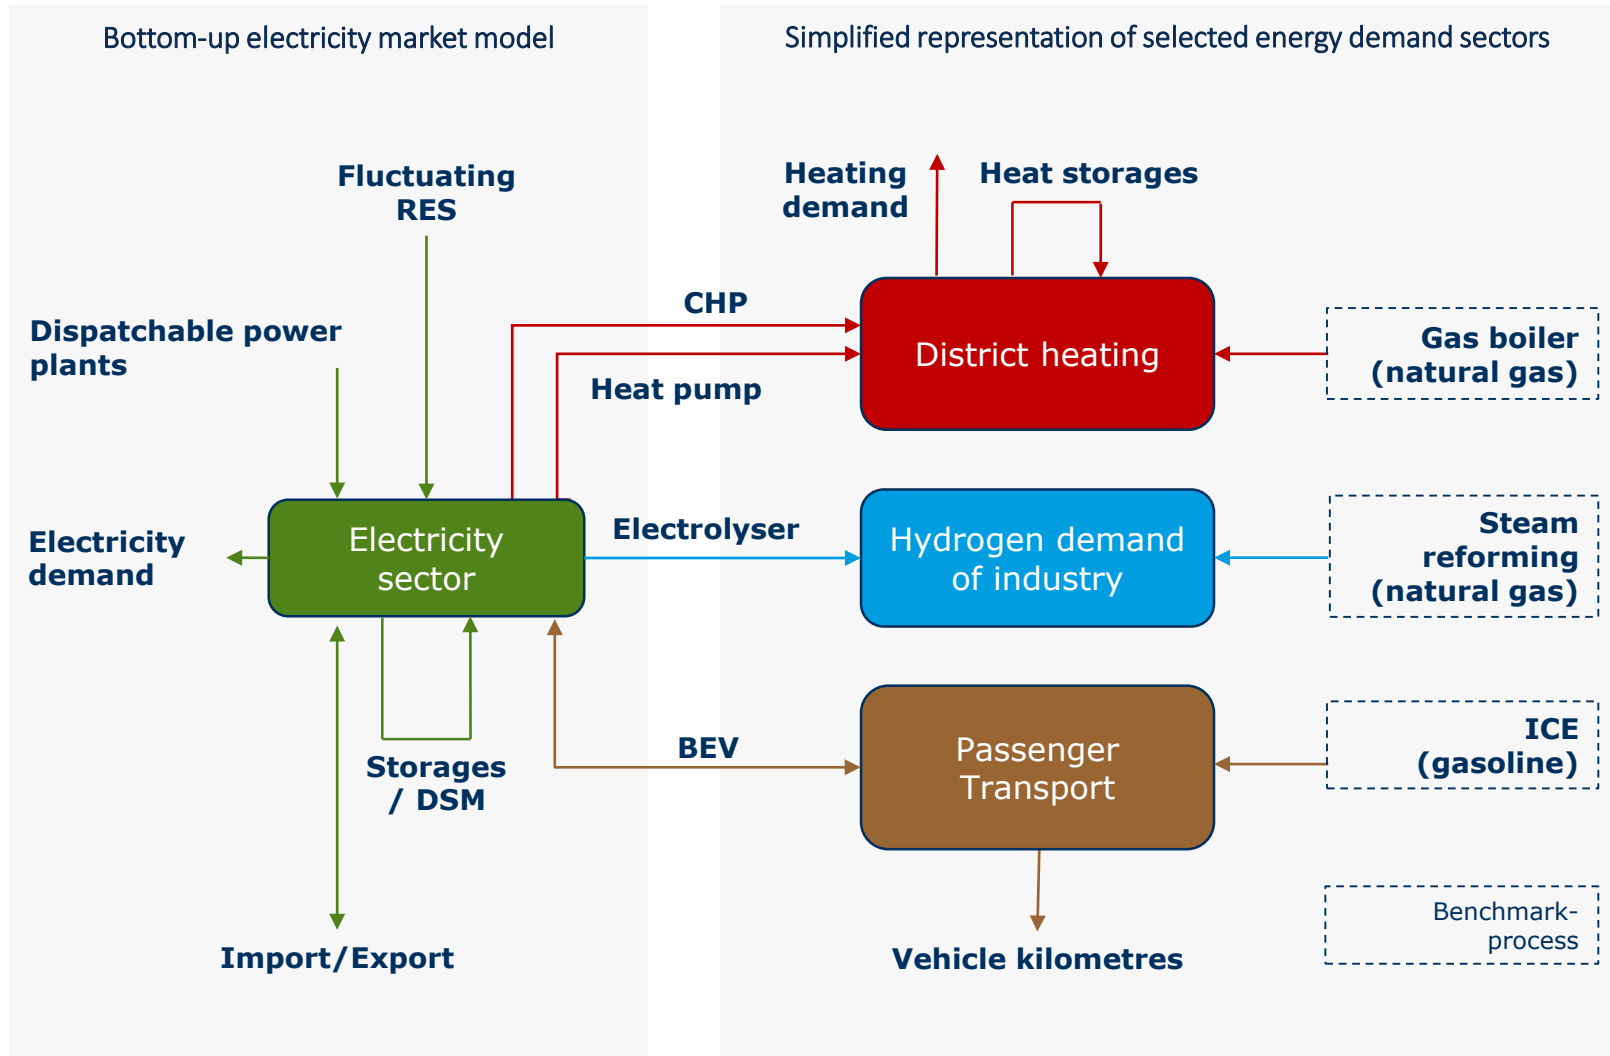 Bottom-up electricity market model
Simplified representation of selected energy demand sectors
Fluctuating
RES
Dispatchable power
plants
Electricity
demand
Electricity
sector
Storages
/ DSM
Import/Export
CHP
Heat pump
Electrolyser
BEV
Heating
demand
Heat storages
District heating
Hydrogen demand
of industry
Passenger
Transport
Vehicle kilometres
Gas boiler
(natural gas)
Steam
reforming
(natural gas)
ICE
(gasoline)
Benchmark-
process